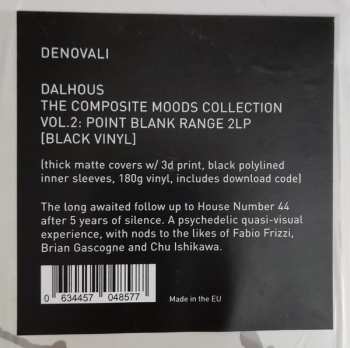 DENOVALI
DALHOUS
THE COMPOSITE MOODS COLLECTION
VOL.2: POINT BLANK RANGE 2LP
[BLACK VINYL]
(thick matte covers w/ 3d print, black polylined
inner sleeves, 180g vinyl, includes download code)
The long awaited follow up to House Number 44
after 5 years of silence. A psychedelic quasi-visual
experience, with nods to the likes of Fabio Frizzi,
Brian Gascogne and Chu Ishikawa.
0 634457 048577
Made in the EU